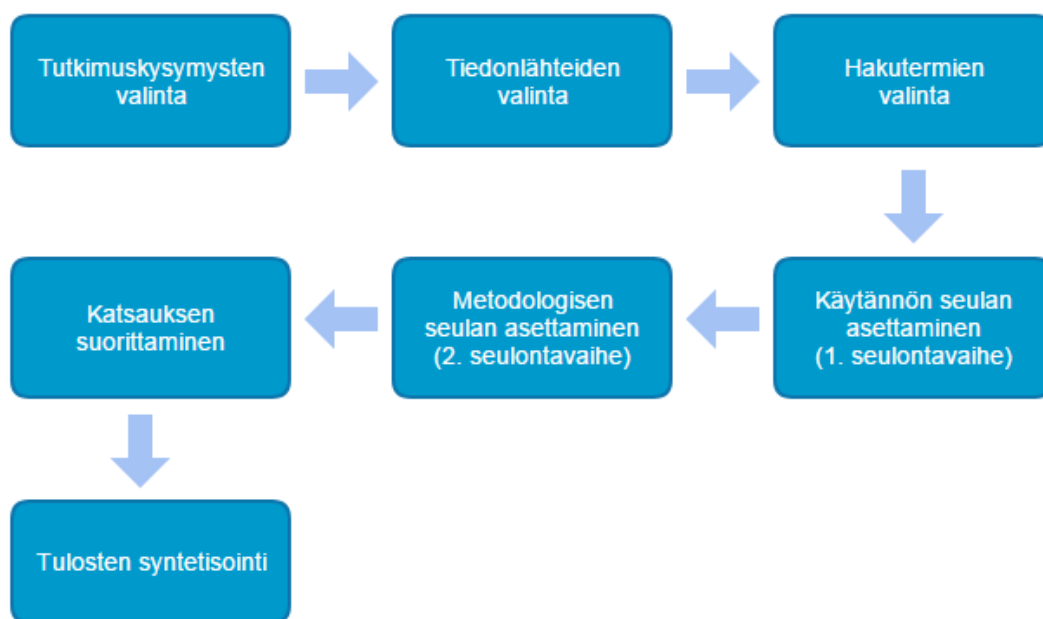 Tutkimuskysymysten
valinta
Tiedonlähteiden
valinta
Hakutermien
valinta
Käytännön seulan
asettaminen
(1. seulontavaihe)
Metodologisen
seulan asettaminen
(2. seulontavaihe)
Katsauksen
suorittaminen
Tulosten syntetisointi